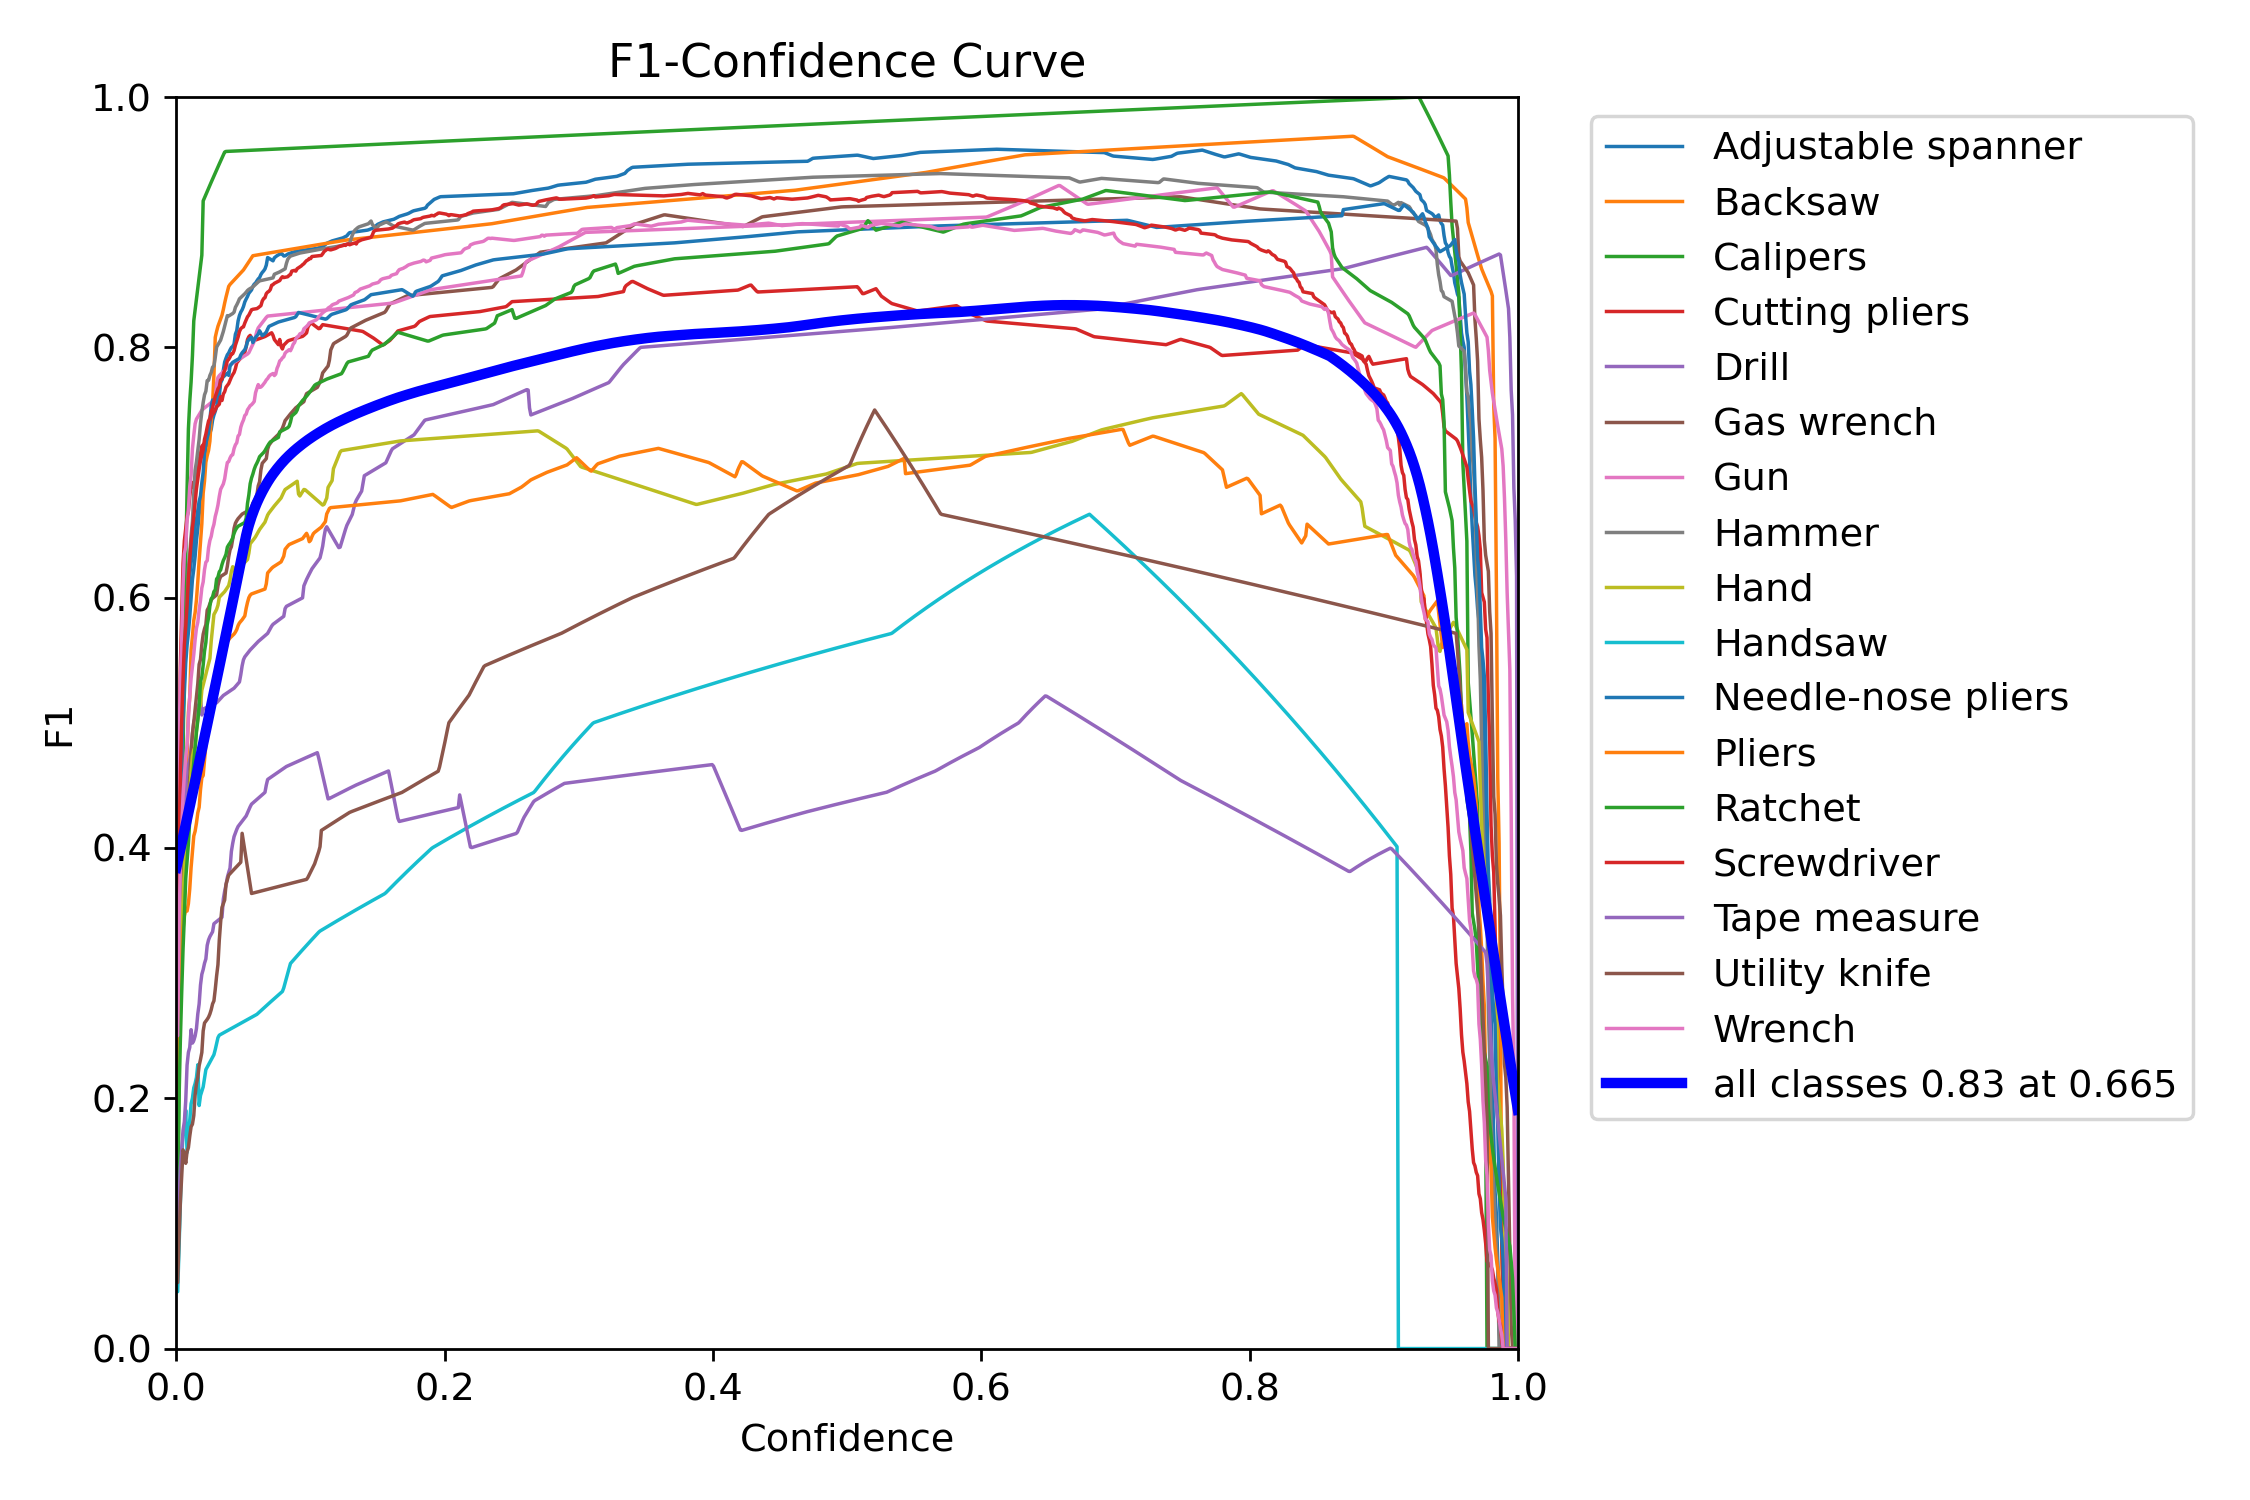 F1-Confidence Curve
1.0
0.8
0.6
0.4
0.2
0.0
F1
0.0 0.2 0.4 0.6 0.8 1.0
Confidence
Adjustable spanner
Backsaw
Calipers
Cutting pliers
Drill
Gas wrench
Gun
Hammer
Hand
Handsaw
Needle-nose pliers
Pliers
Ratchet
Screwdriver
Tape measure
Utility knife
Wrench
all classes 0.83 at 0.665